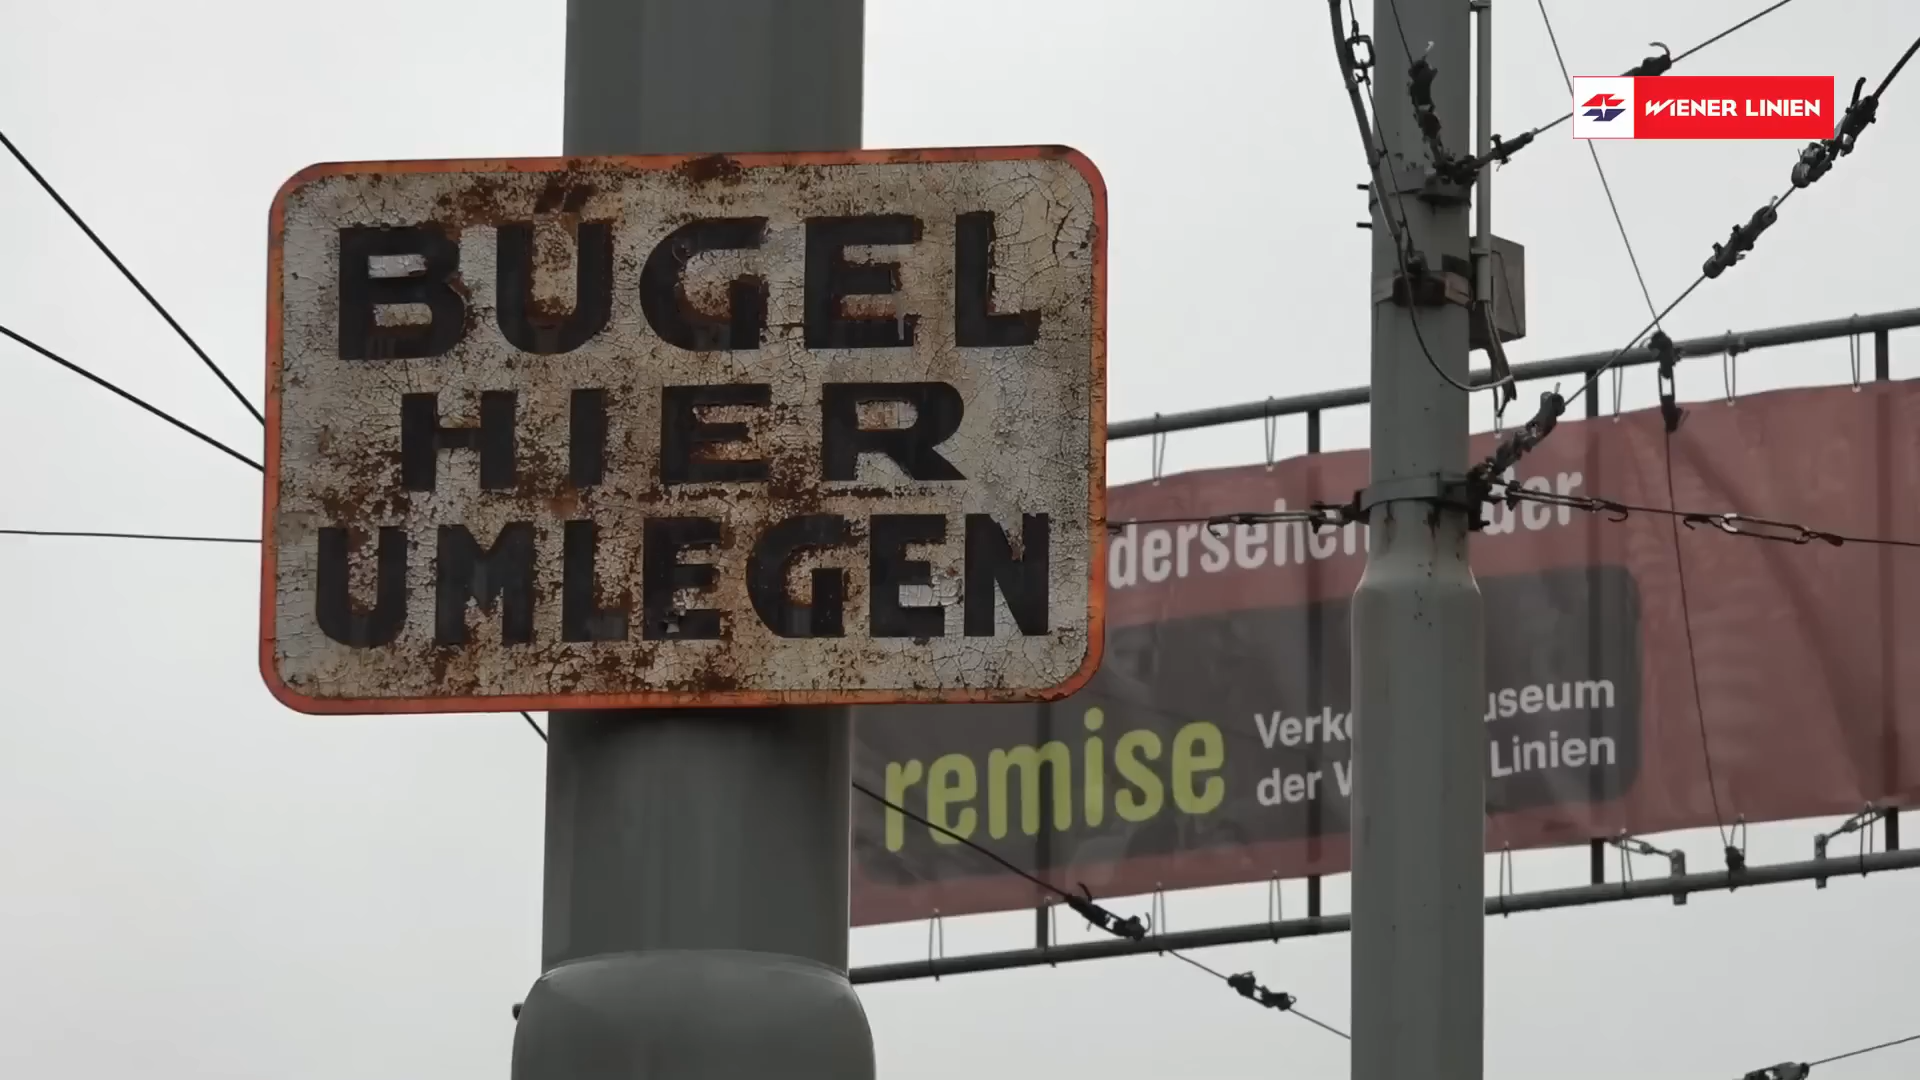 WIENER LINIEN
BÜGEL
HIER
UMLEGEN
dersehen der
remise
Verke useum
der W Linien